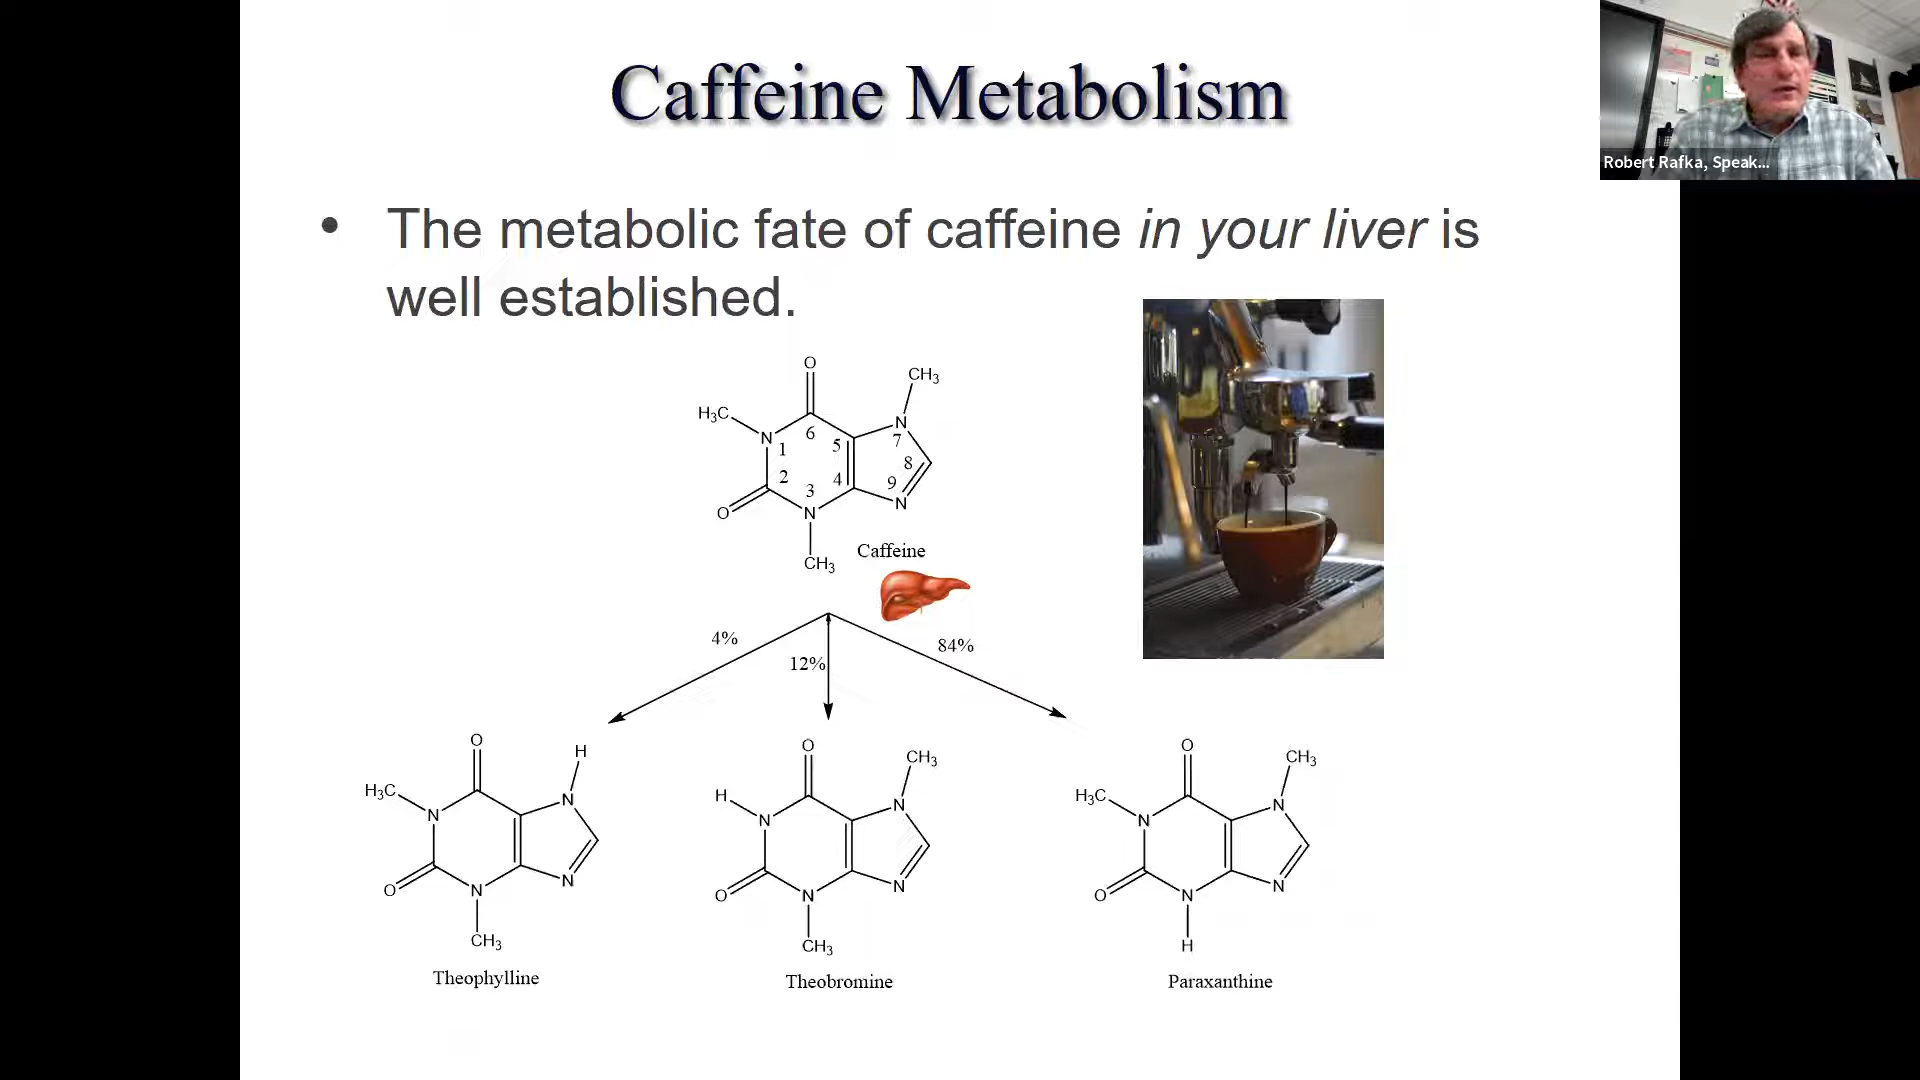 Caffeine Metabolism
Robert Rafka, Speak...
• The metabolic fate of caffeine in your liver is
well established.
O
CH3
H3C
N
N
6
1
5
7
8
2
4
9
3
O
N
N
CH3
Caffeine
4%
12%
84%
O
H
H3C
N
N
O
N
N
CH3
Theophylline
O
CH3
H
N
N
O
N
N
CH3
Theobromine
O
CH3
H3C
N
N
O
N
N
H
Paraxanthine